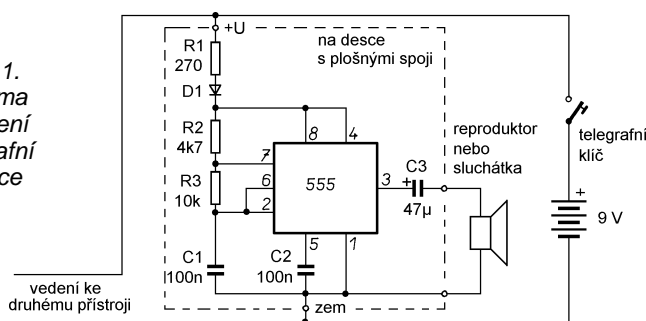 1.
ma
ení
afní
ce
+U
na desce
s plošnými spoji
R1
270
D1
R2
4k7
R3
10k
C1
100n
C2
100n
8
4
7
6
2
555
3
5
1
C3
+
47µ
reproduktor
nebo
sluchátka
telegrafní
klíč
+
9 V
zem
vedení ke
druhému přístroji